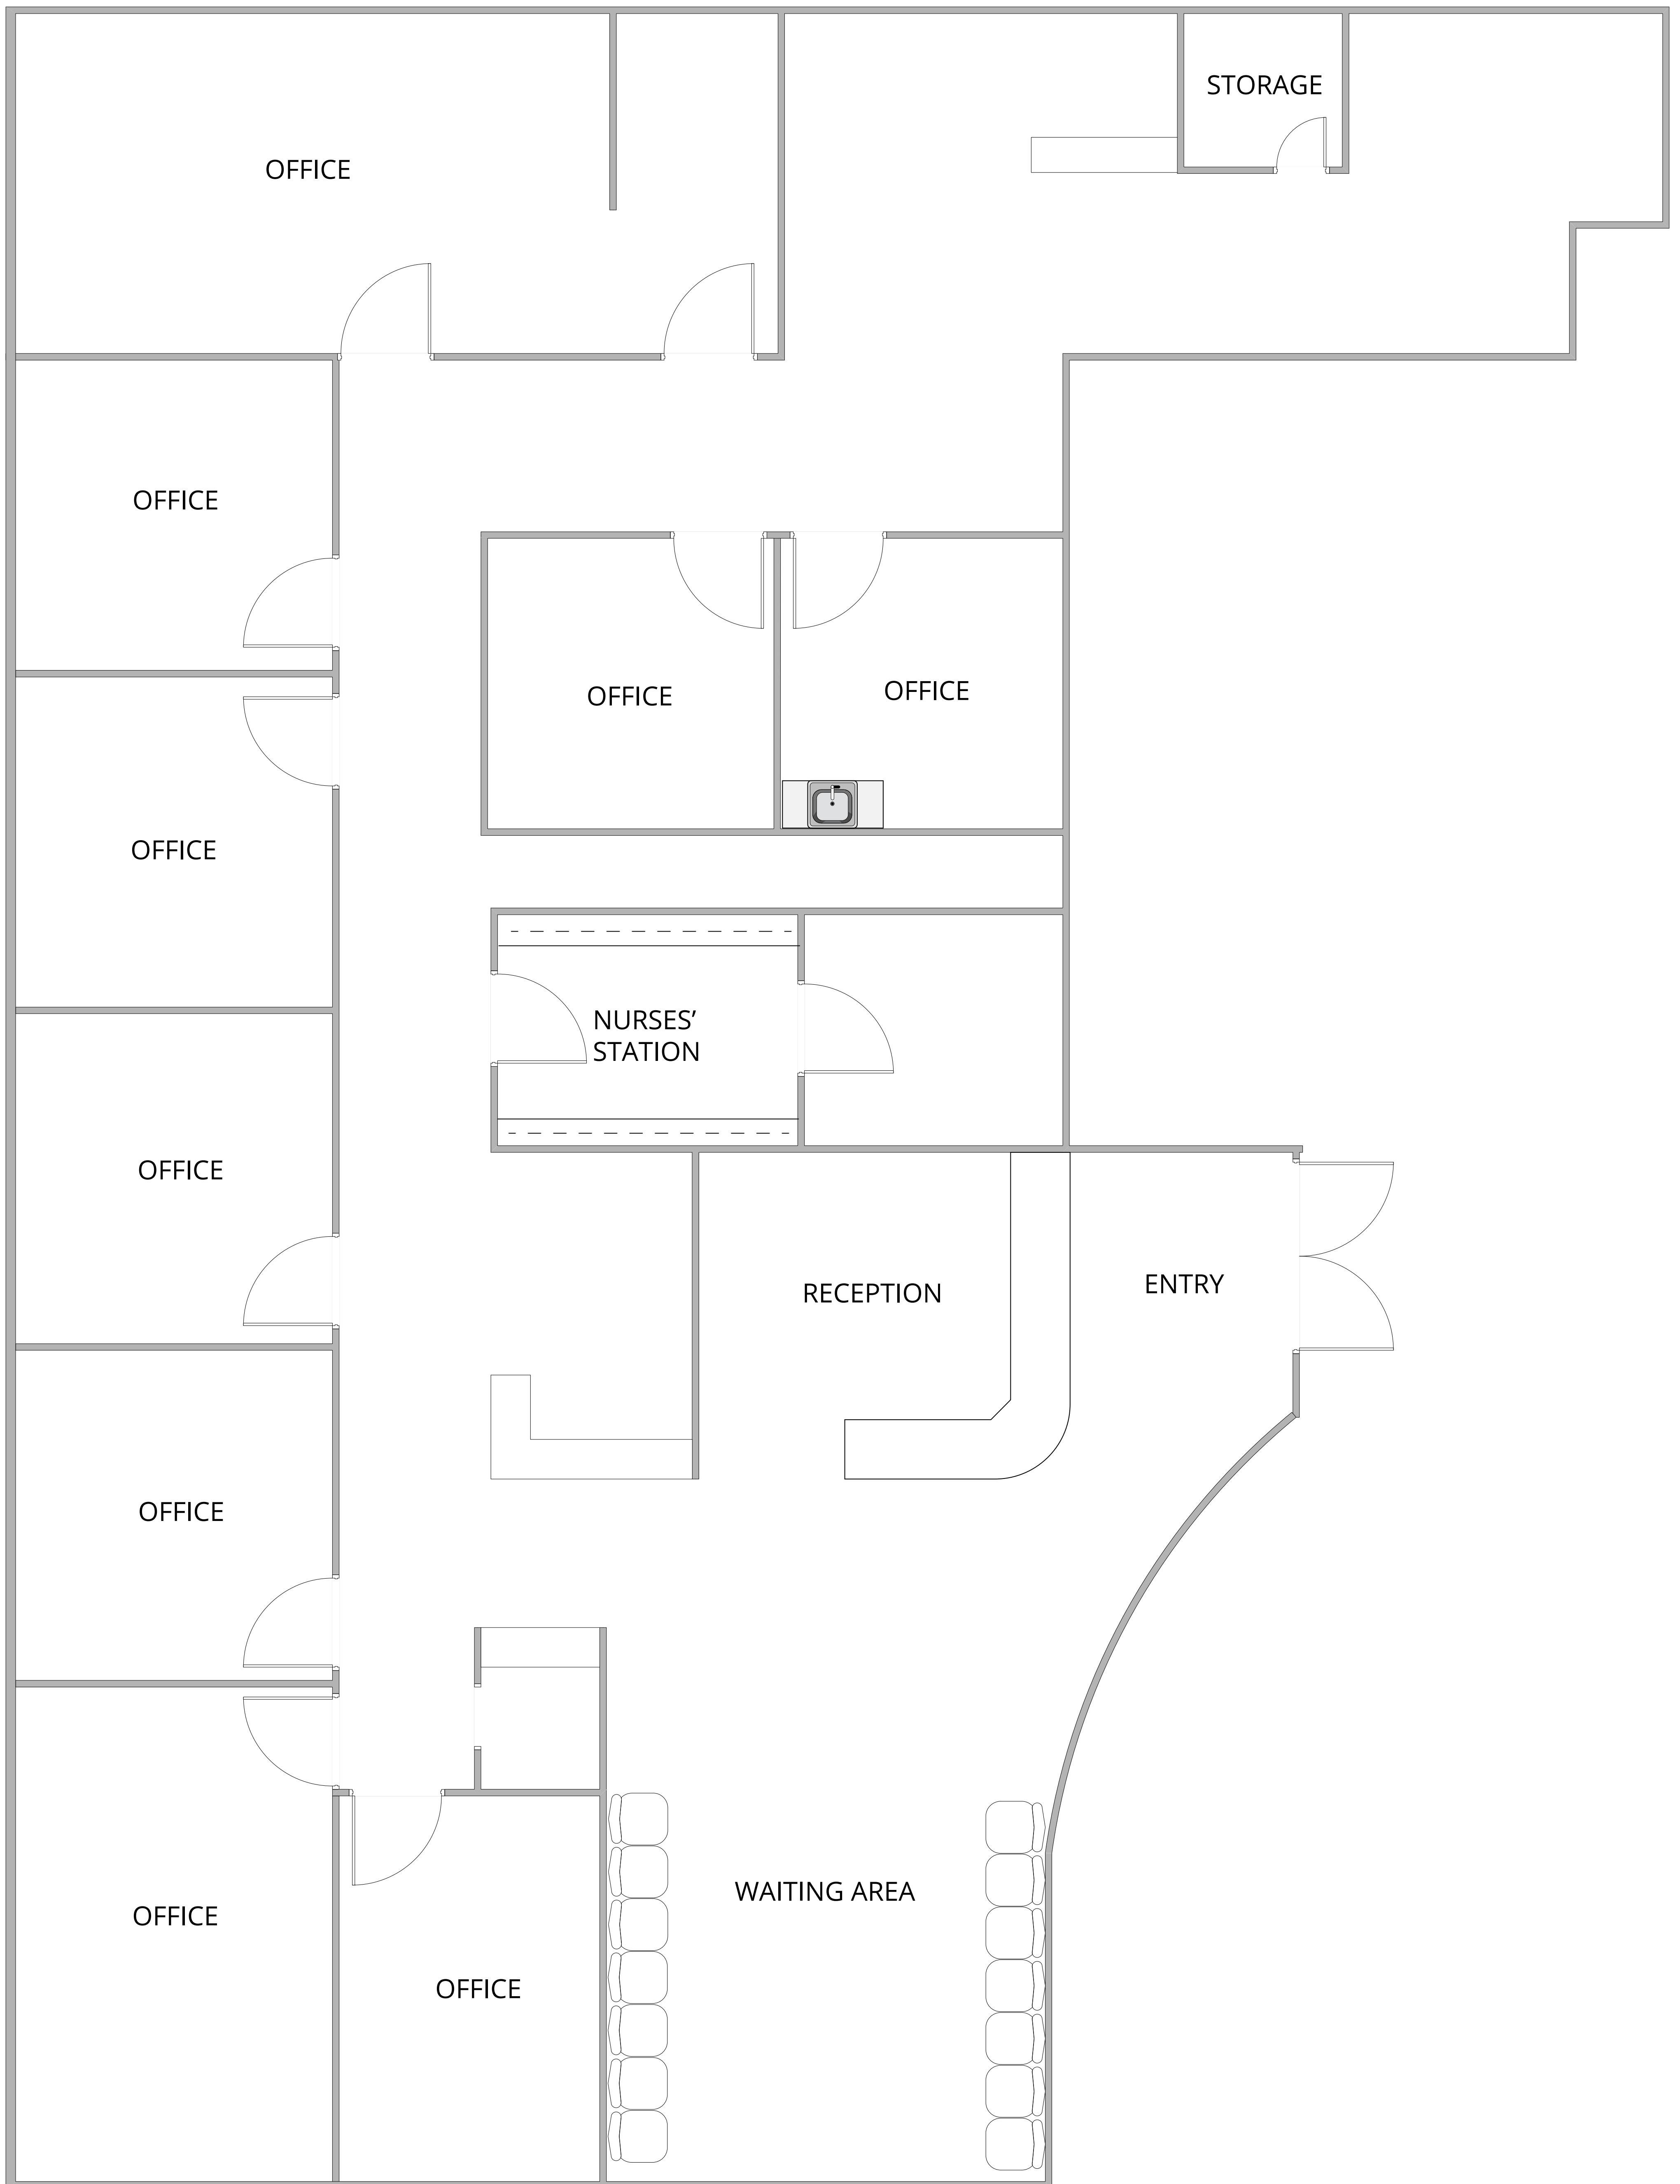 STORAGE
OFFICE
OFFICE
OFFICE
OFFICE
OFFICE
NURSES’
STATION
OFFICE
ENTRY
RECEPTION
OFFICE
WAITING AREA
OFFICE
OFFICE